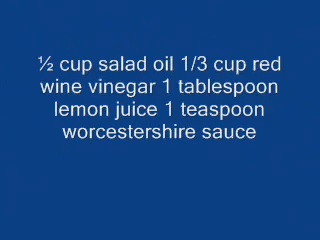 ½ cup salad oil 1/3 cup red
wine vinegar 1 tablespoon
lemon juice 1 teaspoon
worcestershire sauce